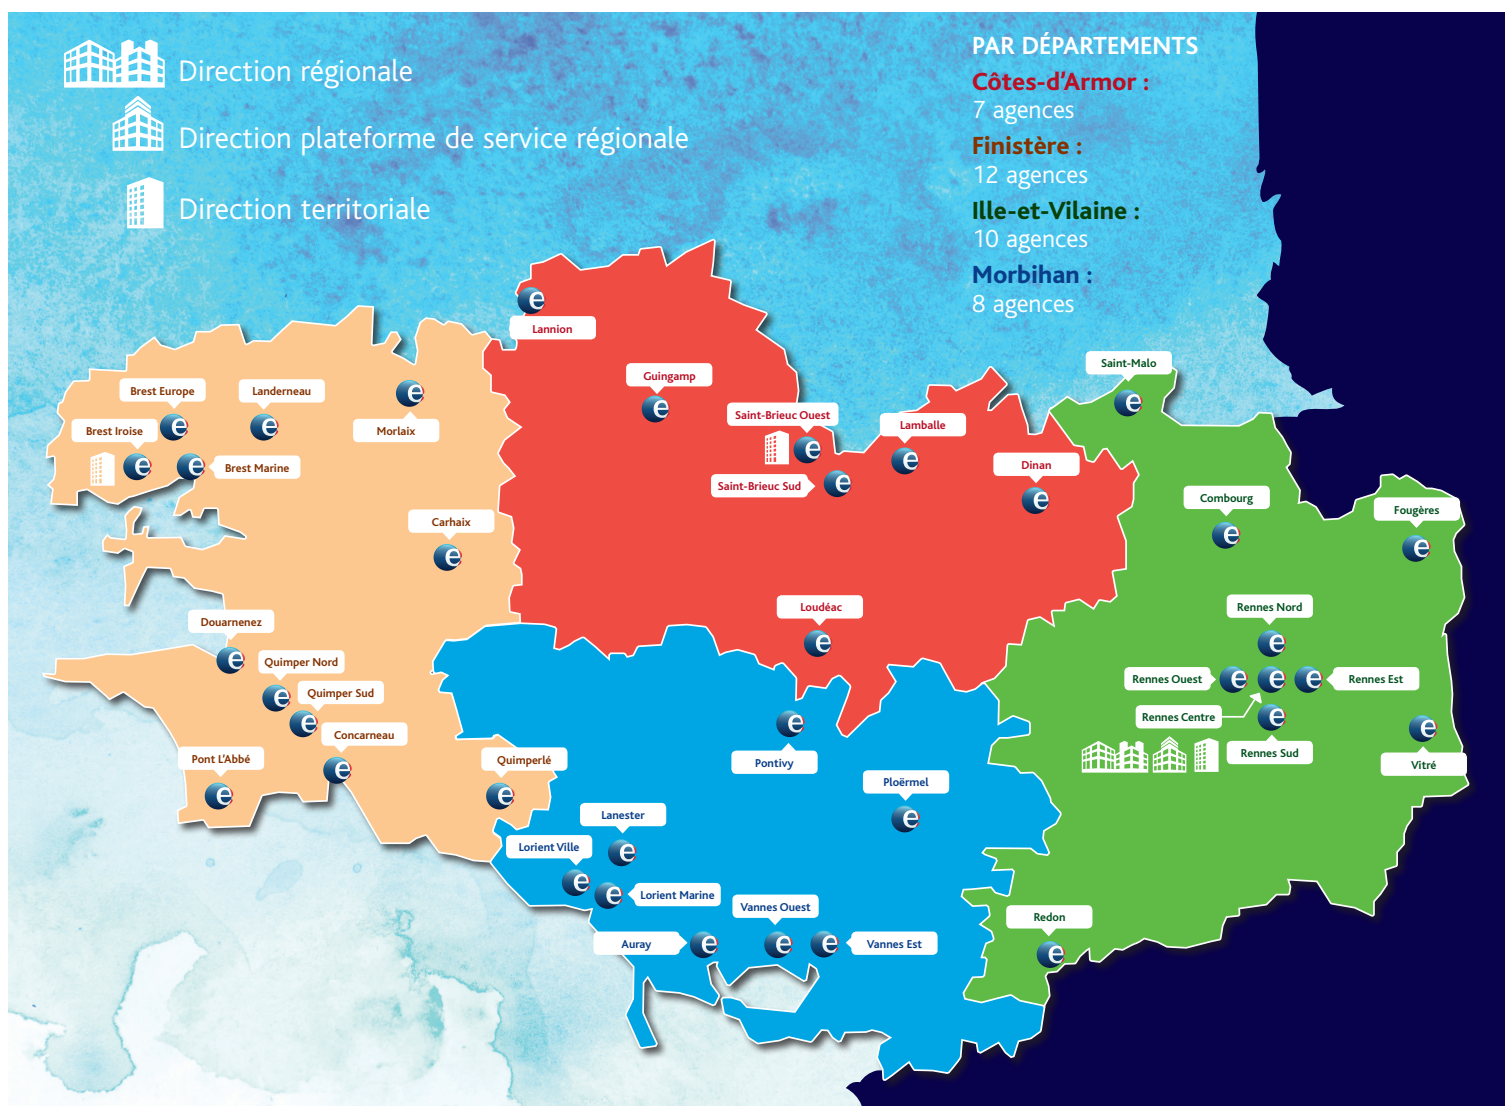 Direction régionale
Direction plateforme de service régionale
Direction territoriale
PAR DÉPARTEMENTS
Côtes-d'Armor :
7 agences
Finistère :
12 agences
Ille-et-Vilaine :
10 agences
Morbihan :
8 agences
Lannion
Guingamp
Saint-Brieuc Ouest
Lamballe
Saint-Brieuc Sud
Dinan
Loudéac
Brest Europe
Landerneau
Brest Iroise
Morlaix
Brest Marine
Carhaix
Douarnenez
Quimper Nord
Quimper Sud
Concarneau
Pont L'Abbé
Quimperlé
Saint-Malo
Combourg
Fougères
Rennes Nord
Rennes Ouest
Rennes Est
Rennes Centre
Rennes Sud
Vitré
Redon
Pontivy
Ploërmel
Lanester
Lorient Ville
Lorient Marine
Vannes Ouest
Auray
Vannes Est